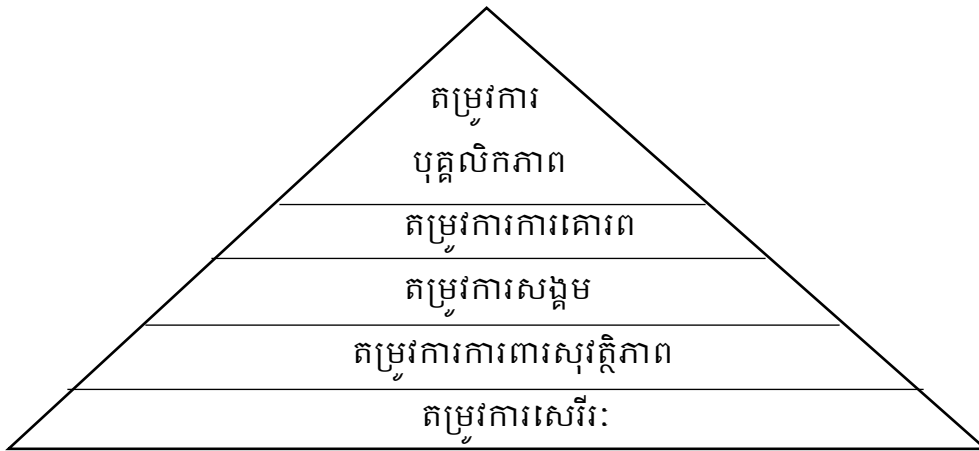 តម្រូវការ
បុគ្គលិកភាព
តម្រូវការការគោរព
តម្រូវការសង្គម
តម្រូវការការពារសុវត្ថិភាព
តម្រូវការសេរីរៈ